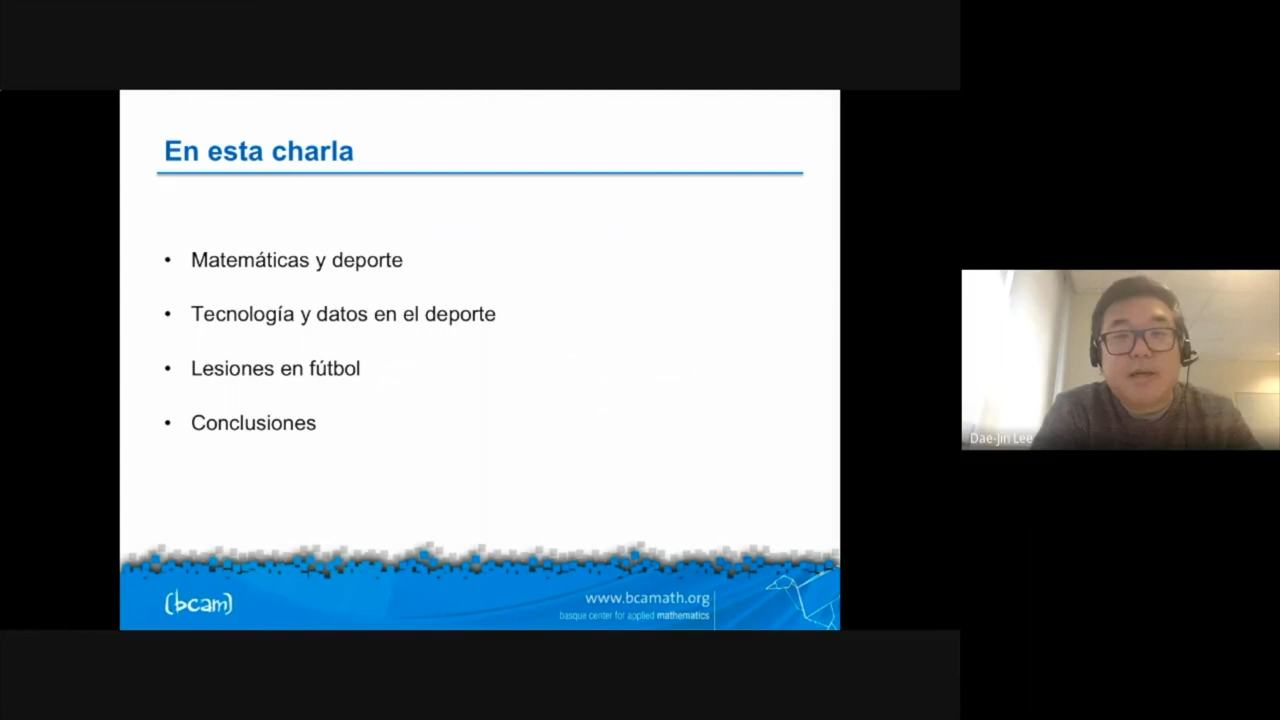 En esta charla
• Matemáticas y deporte
• Tecnología y datos en el deporte
• Lesiones en fútbol
• Conclusiones
(bcam)
www.bcamath.org
basque center for applied mathematics
Dae-Jin Lee